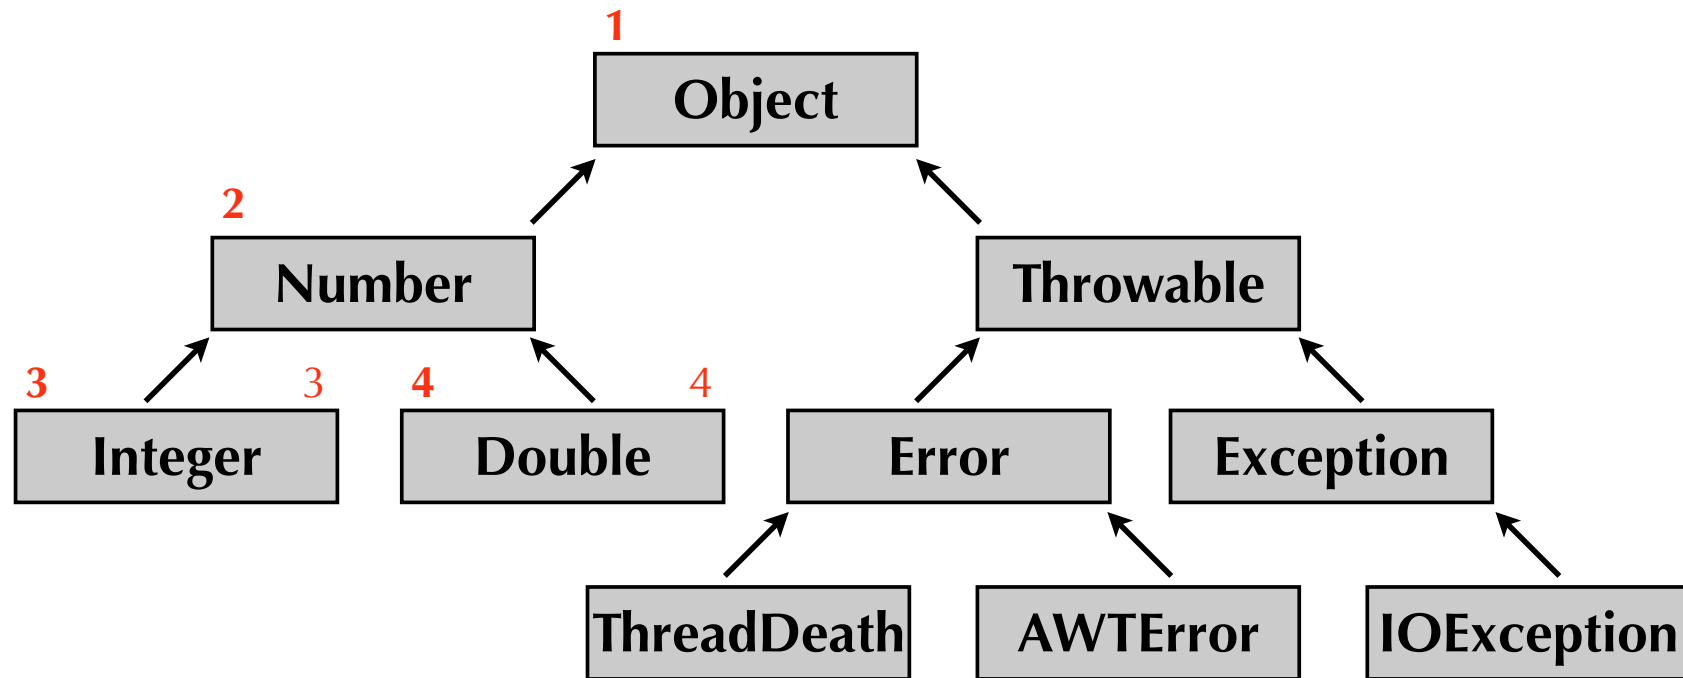 1
Object
2
Number
Throwable
3 3 4 4
Integer
Double
Error
Exception
ThreadDeath
AWTError
IOException